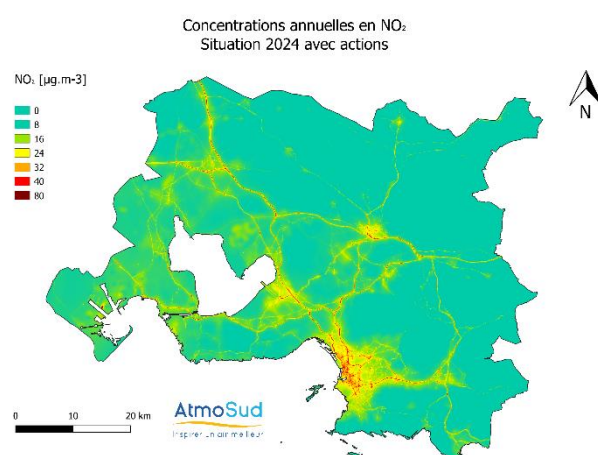 Concentrations annuelles en NO₂
Situation 2024 avec actions
NO₂ [µg.m-3]
0
8
16
24
32
40
80
N
0 10 20 km
AtmoSud
Inspirer un air meilleur